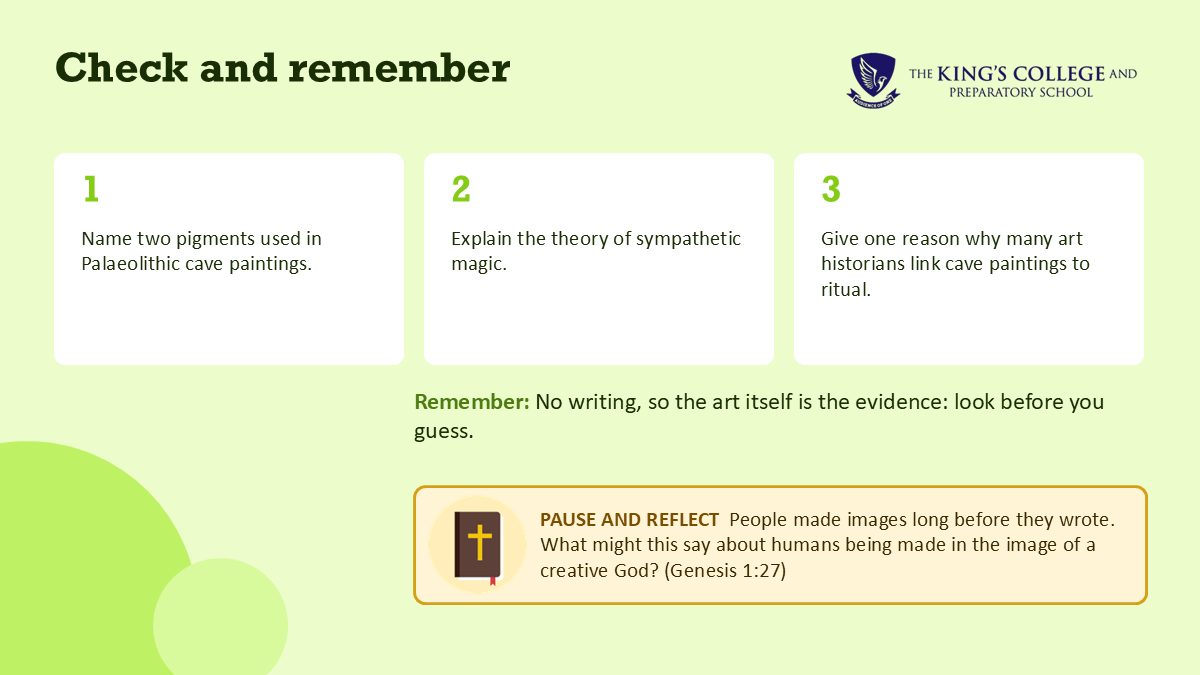 Check and remember
THE KING'S COLLEGE AND
PREPARATORY SCHOOL
AUDIENCE OF ONE
1
Name two pigments used in
Palaeolithic cave paintings.
2
Explain the theory of sympathetic
magic.
3
Give one reason why many art
historians link cave paintings to
ritual.
Remember: No writing, so the art itself is the evidence: look before you
guess.
PAUSE AND REFLECT People made images long before they wrote.
What might this say about humans being made in the image of a
creative God? (Genesis 1:27)